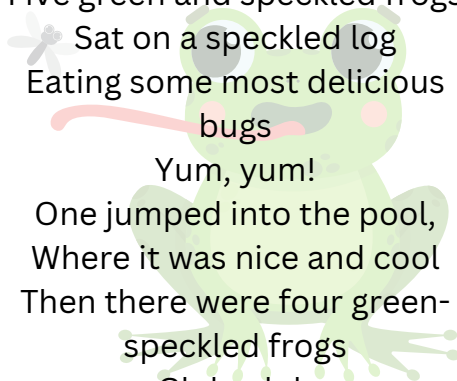 Five green and speckled frogs
Sat on a speckled log
Eating some most delicious
bugs
Yum, yum!
One jumped into the pool,
Where it was nice and cool
Then there were four green-
speckled frogs